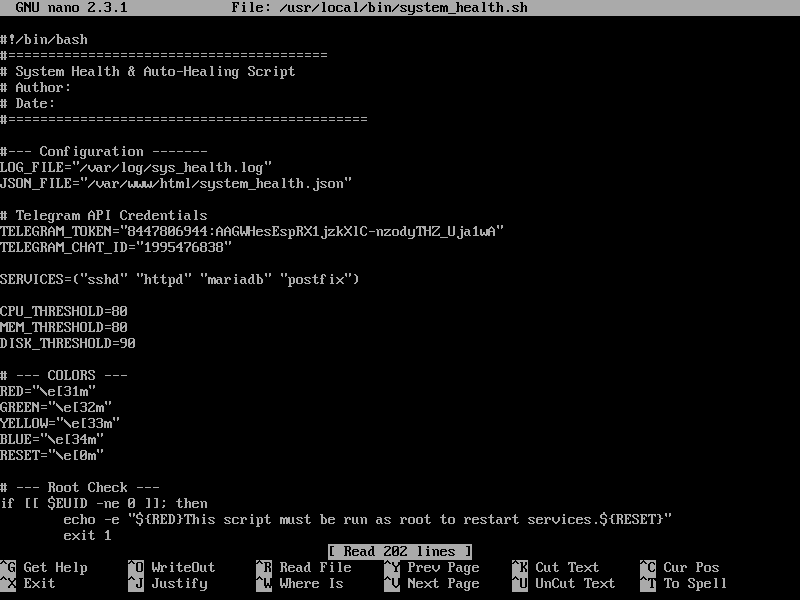 GNU nano 2.3.1 File: /usr/local/bin/system_health.sh
#!/bin/bash
#========================================
# System Health & Auto-Healing Script
# Author:
# Date:
#=============================================
#--- Configuration -------
LOG_FILE="/var/log/sys_health.log"
JSON_FILE="/var/www/html/system_health.json"
# Telegram API Credentials
TELEGRAM_TOKEN="8447806944:AAGWHesEspRX1jzkXlC-nzodyTHZ_Uja1wA"
TELEGRAM_CHAT_ID="1995476838"
SERVICES=("sshd" "httpd" "mariadb" "postfix")
CPU_THRESHOLD=80
MEM_THRESHOLD=80
DISK_THRESHOLD=90
# --- COLORS ---
RED="\e[31m"
GREEN="\e[32m"
YELLOW="\e[33m"
BLUE="\e[34m"
RESET="\e[0m"
# --- Root Check ---
if [[ $EUID -ne 0 ]]; then
echo -e "${RED}This script must be run as root to restart services.${RESET}"
exit 1
[ Read 202 lines ]
^G Get Help ^O WriteOut ^R Read File ^Y Prev Page ^K Cut Text ^C Cur Pos
^X Exit ^J Justify ^W Where Is ^V Next Page ^U UnCut Text ^T To Spell